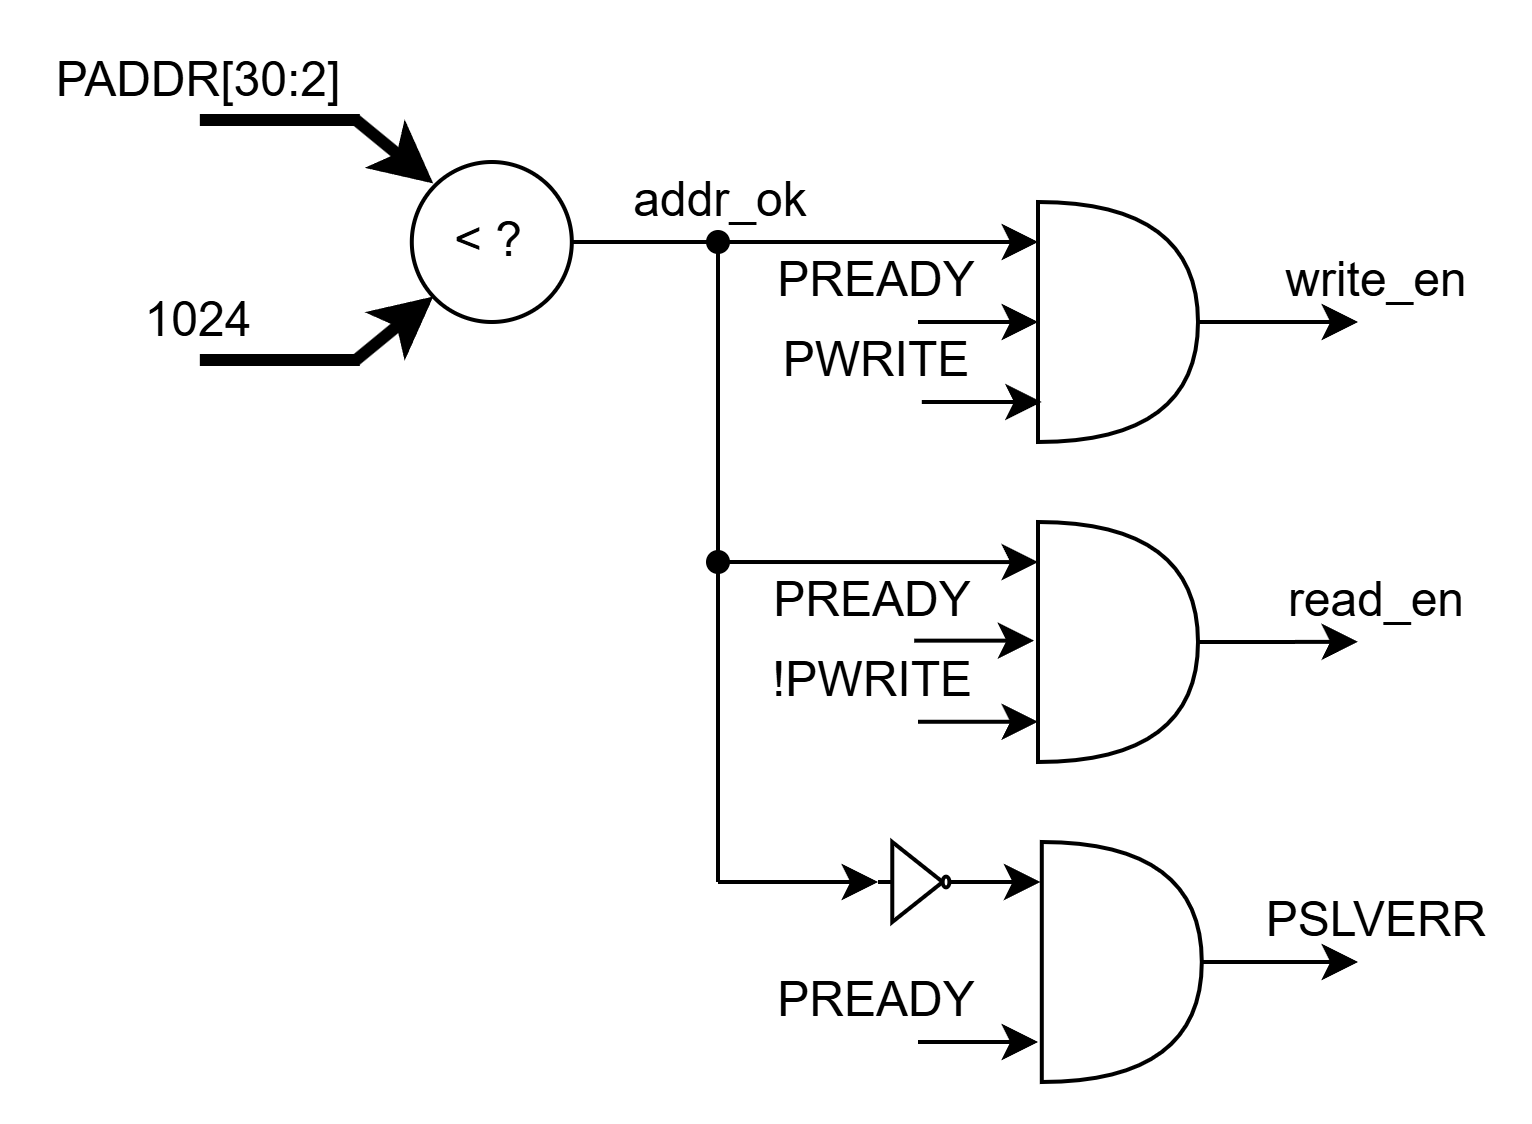 PADDR[30:2]
1024
< ?
addr_ok
PREADY
PWRITE
write_en
PREADY
!PWRITE
read_en
PREADY
PSLVERR